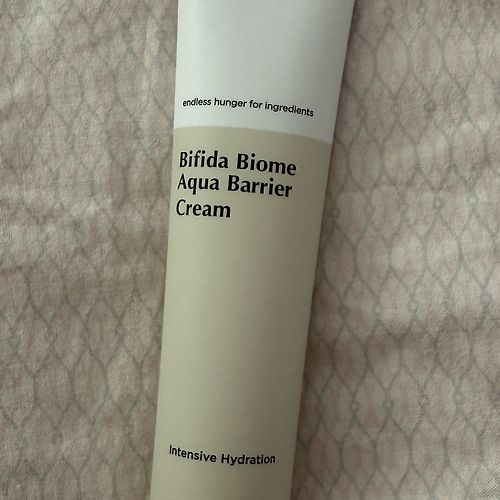 endless hunger for ingredients
Bifida Biome
Aqua Barrier
Cream
Intensive Hydration